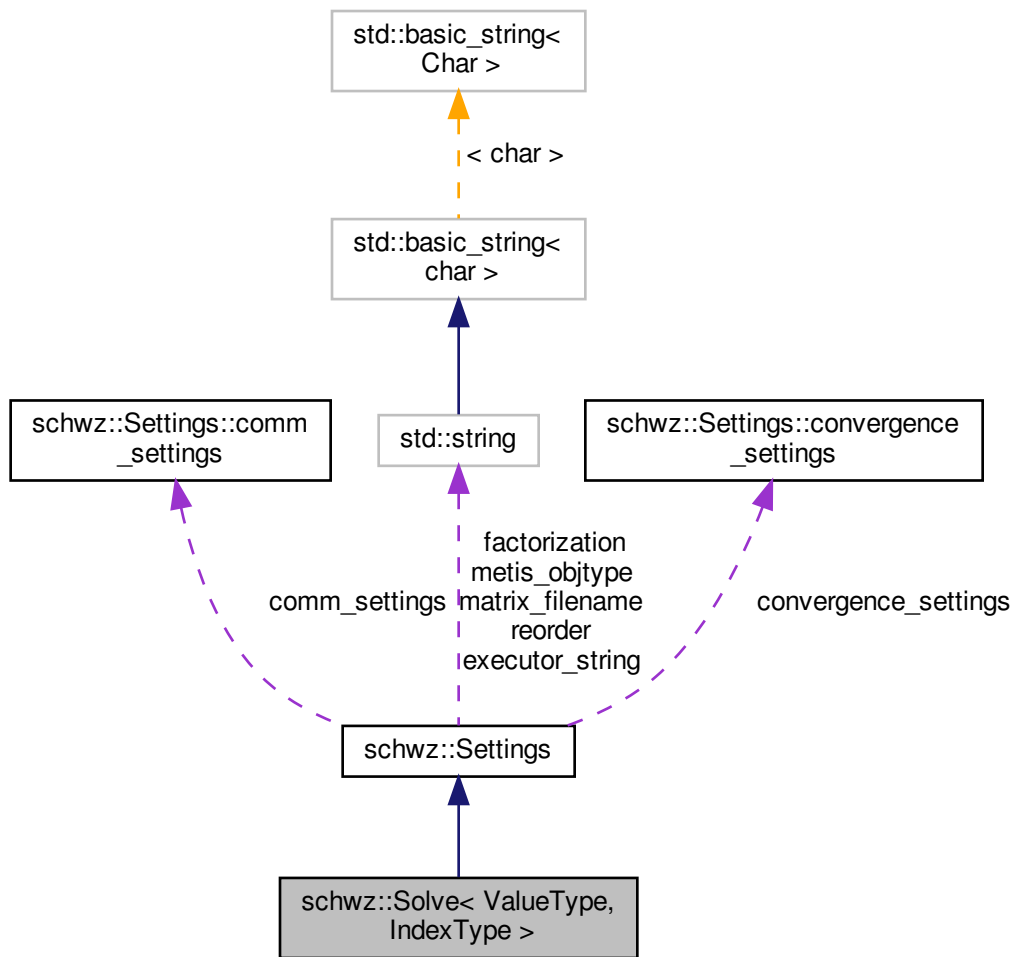 std::basic_string<
Char >
< char >
std::basic_string<
char >
schwz::Settings::comm
_settings
std::string
schwz::Settings::convergence
_settings
factorization
metis_objtype
comm_settings
matrix_filename
convergence_settings
reorder
executor_string
schwz::Settings
schwz::Solve< ValueType,
IndexType >